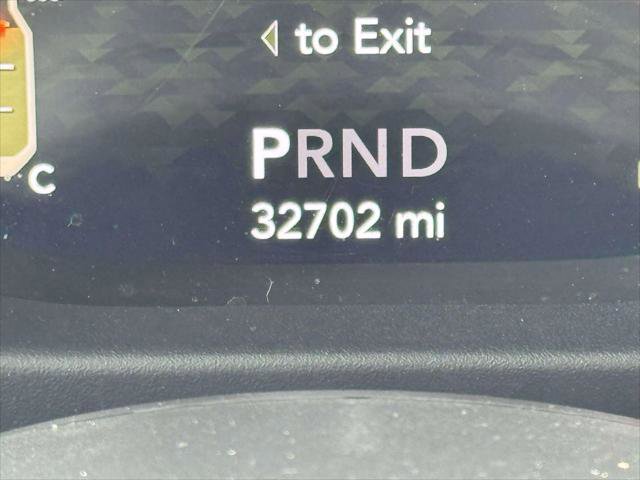 ◁ to Exit
PRND
C
32702 mi